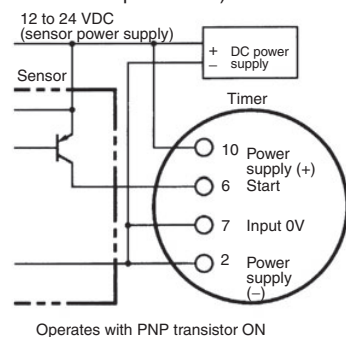 12 to 24 VDC
(sensor power supply)
+ DC power
− supply
Sensor
Timer
10 Power
supply (+)
6 Start
7 Input 0V
2 Power
supply
(−)
Operates with PNP transistor ON